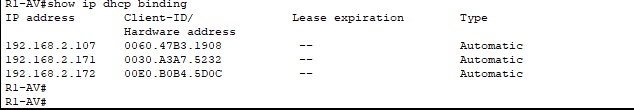 R1-AV#show ip dhcp binding
IP address       Client-ID/              Lease expiration        Type
                 Hardware address
192.168.2.107    0060.47B3.1908           --                     Automatic
192.168.2.171    0030.A3A7.5232           --                     Automatic
192.168.2.172    00E0.B0B4.5D0C           --                     Automatic
R1-AV#
R1-AV#